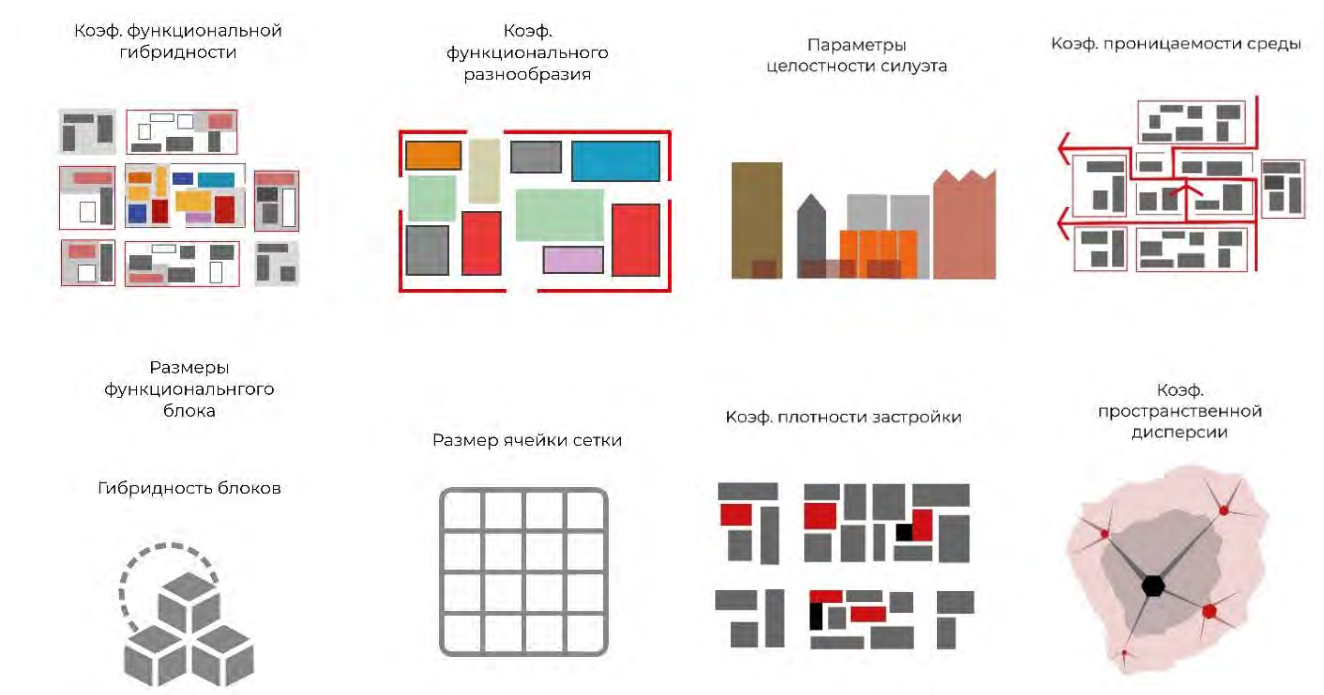 Коэф. функциональной
гибридности
Коэф.
функционального
разнообразия
Параметры
целостности силуэта
Коэф. проницаемости среды
Размеры
функциональнгого
блока
Гибридность блоков
Размер ячейки сетки
Коэф. плотности застройки
Коэф.
пространственной
дисперсии